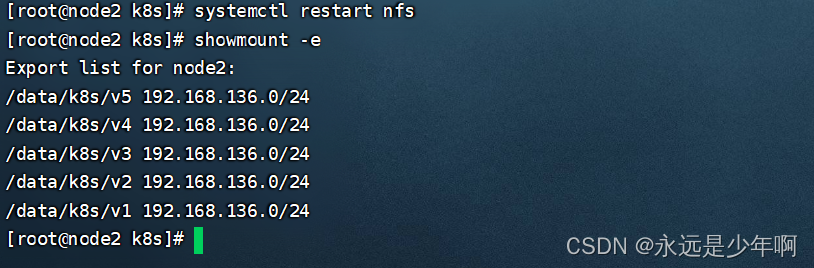 [root@node2 k8s]# systemctl restart nfs
[root@node2 k8s]# showmount -e
Export list for node2:
/data/k8s/v5 192.168.136.0/24
/data/k8s/v4 192.168.136.0/24
/data/k8s/v3 192.168.136.0/24
/data/k8s/v2 192.168.136.0/24
/data/k8s/v1 192.168.136.0/24
[root@node2 k8s]#
CSDN @永远是少年啊